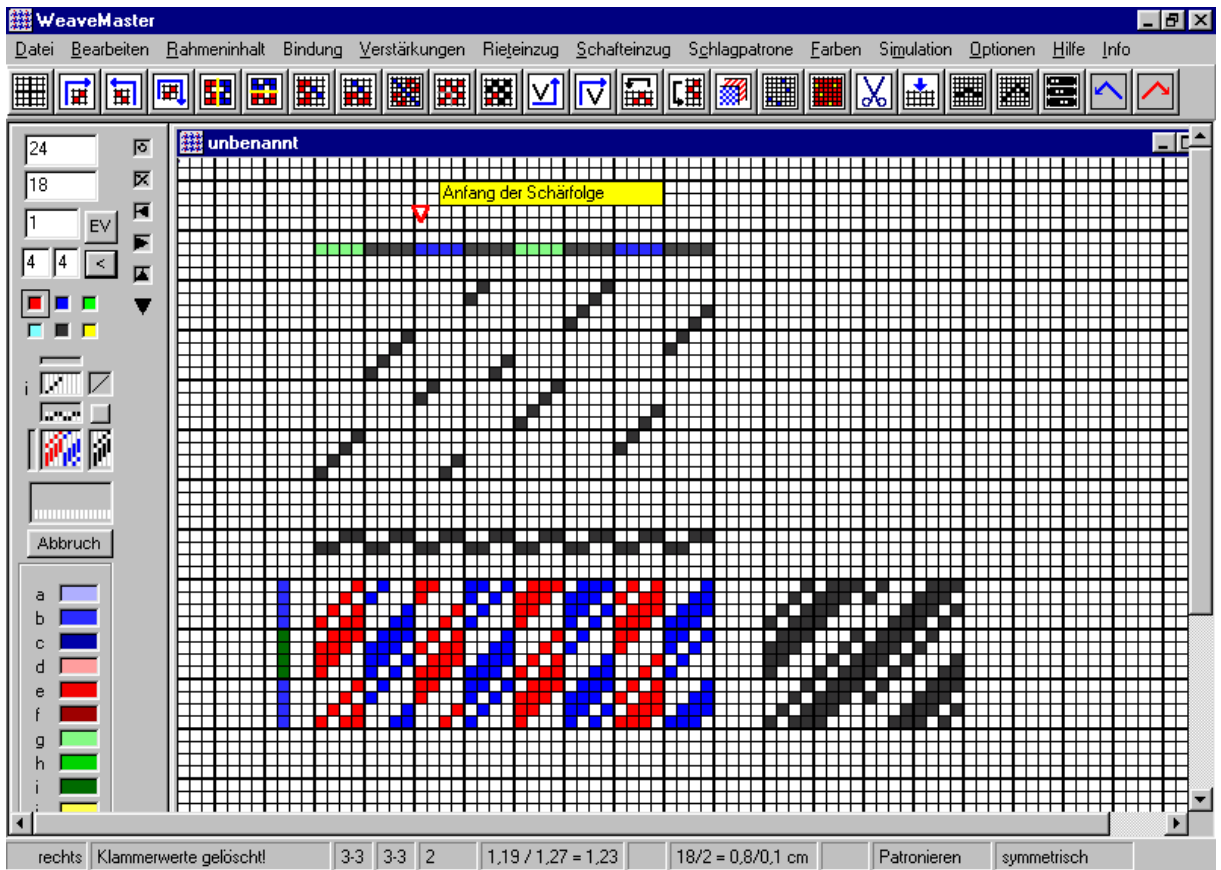 WeaveMaster
Datei Bearbeiten Rahmeninhalt Bindung Verstärkungen Rieteinzug Schafteinzug Schlagpatrone Farben Simulation Optionen Hilfe Info
unbenannt
24
18
1
EV
4 4 <
Anfang der Schärfolge
i
Abbruch
a
b
c
d
e
f
g
h
i
rechts Klammerwerte gelöscht! 3-3 3-3 2 1,19 / 1,27 = 1,23 18/2 = 0,8/0,1 cm Patronieren symmetrisch